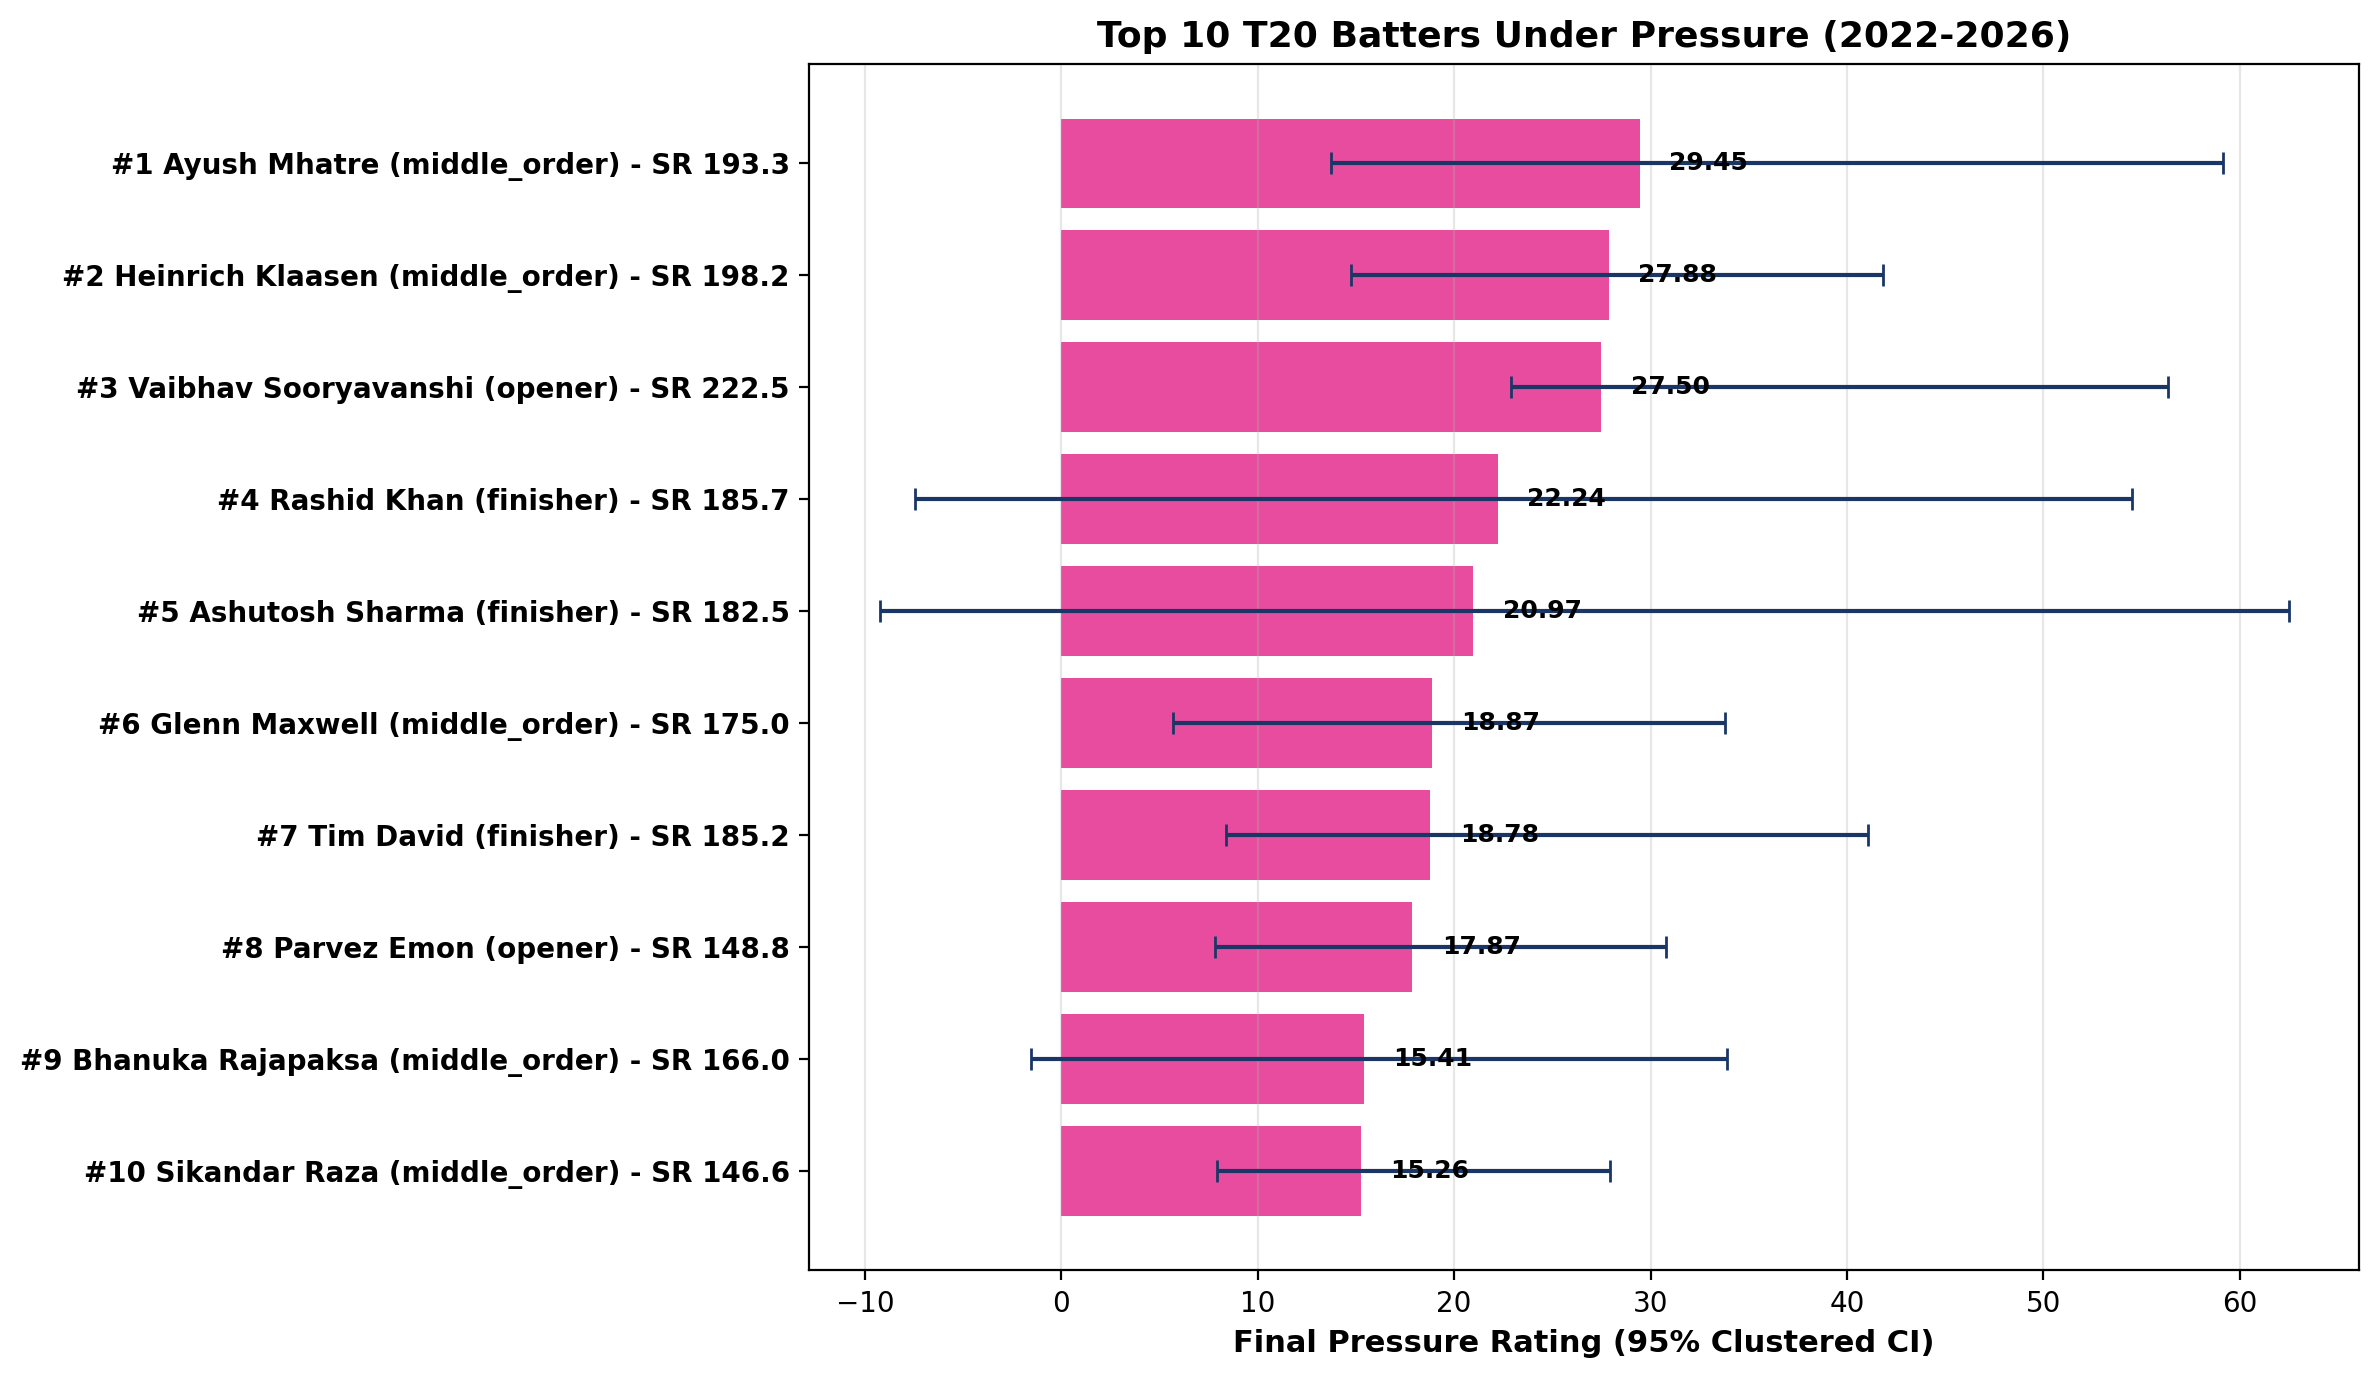 Top 10 T20 Batters Under Pressure (2022-2026)
#1 Ayush Mhatre (middle_order) - SR 193.3
29.45
#2 Heinrich Klaasen (middle_order) - SR 198.2
27.88
#3 Vaibhav Sooryavanshi (opener) - SR 222.5
27.50
#4 Rashid Khan (finisher) - SR 185.7
22.24
#5 Ashutosh Sharma (finisher) - SR 182.5
20.97
#6 Glenn Maxwell (middle_order) - SR 175.0
18.87
#7 Tim David (finisher) - SR 185.2
18.78
#8 Parvez Emon (opener) - SR 148.8
17.87
#9 Bhanuka Rajapaksa (middle_order) - SR 166.0
15.41
#10 Sikandar Raza (middle_order) - SR 146.6
15.26
−10 0 10 20 30 40 50 60
Final Pressure Rating (95% Clustered CI)